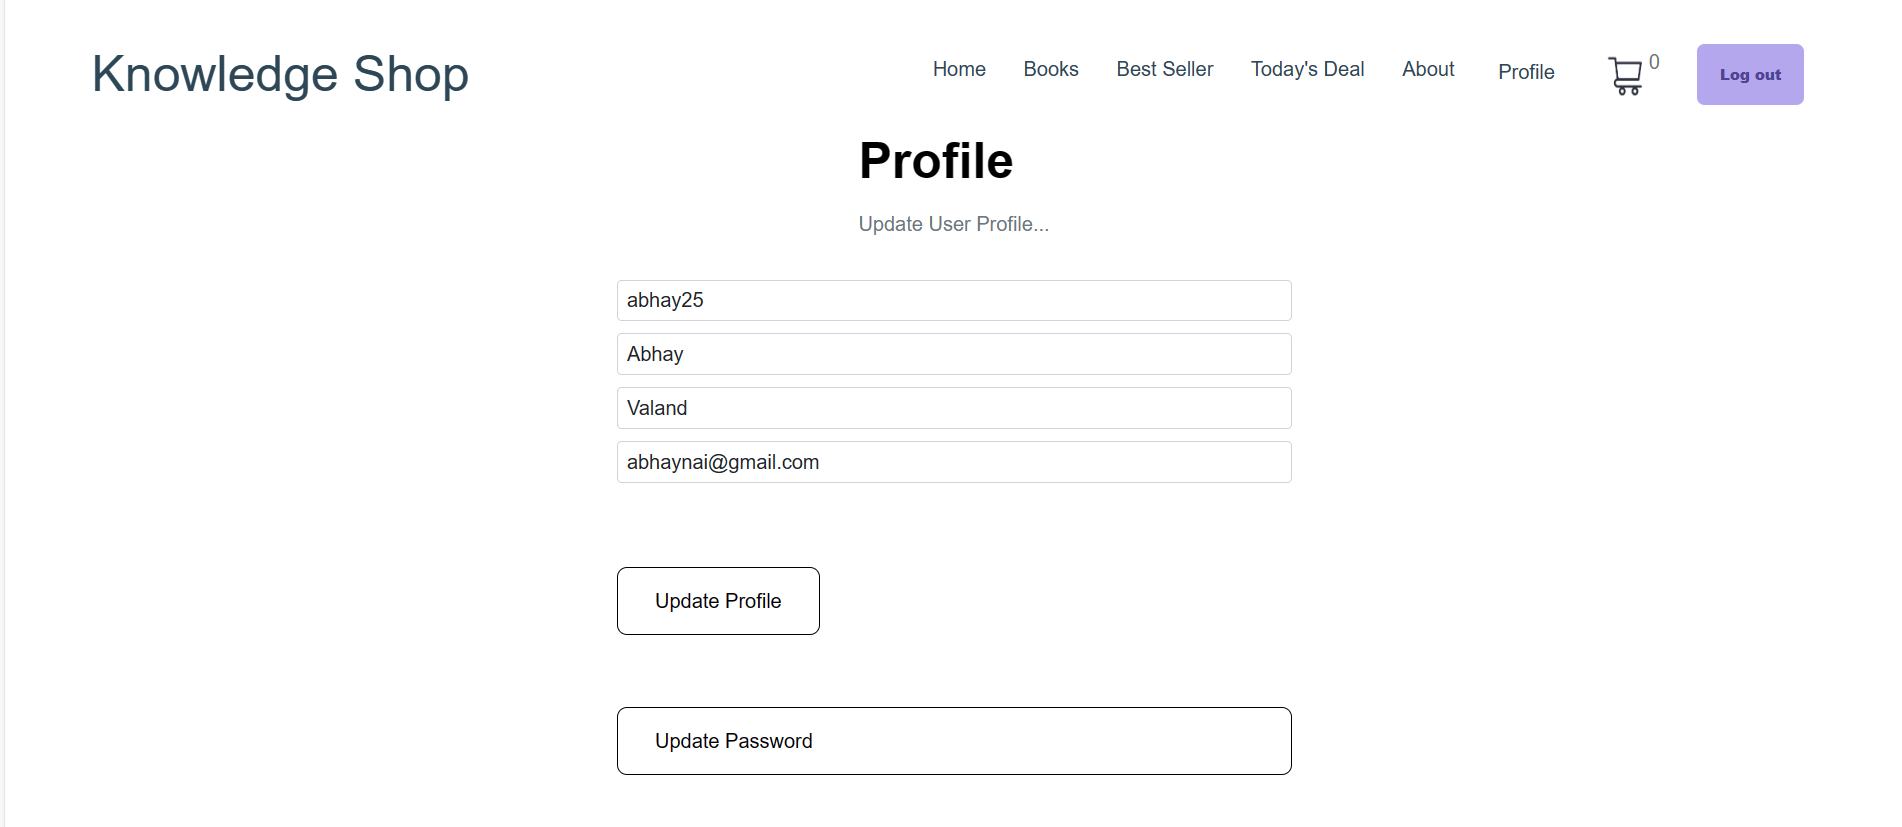 Knowledge Shop
Home Books Best Seller Today's Deal About Profile 0 Log out
Profile
Update User Profile...
abhay25
Abhay
Valand
abhaynai@gmail.com
Update Profile
Update Password